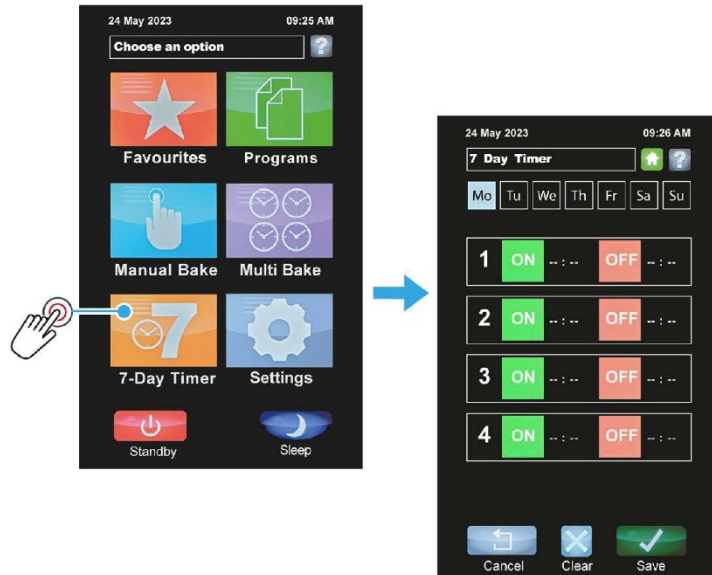 24 May 2023 09:25 AM
Choose an option ?
Favourites Programs
Manual Bake Multi Bake
7
7-Day Timer Settings
Standby Sleep
24 May 2023 09:26 AM
7 Day Timer ?
Mo Tu We Th Fr Sa Su
1 ON --:-- OFF --:--
2 ON --:-- OFF --:--
3 ON --:-- OFF --:--
4 ON --:-- OFF --:--
Cancel Clear Save